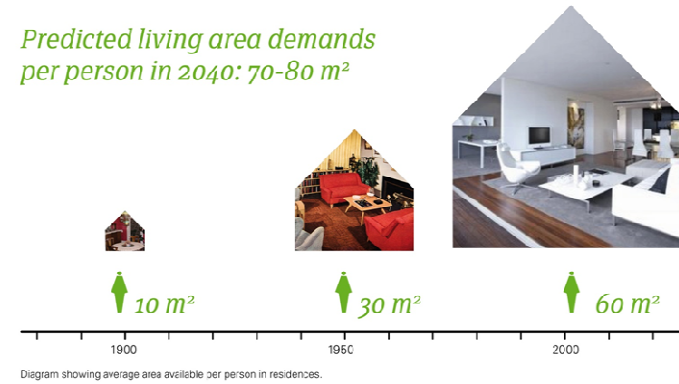 Predicted living area demands
per person in 2040: 70-80 m²
10 m²
30 m²
60 m²
1900
1950
2000
Diagram showing average area available per person in residences.